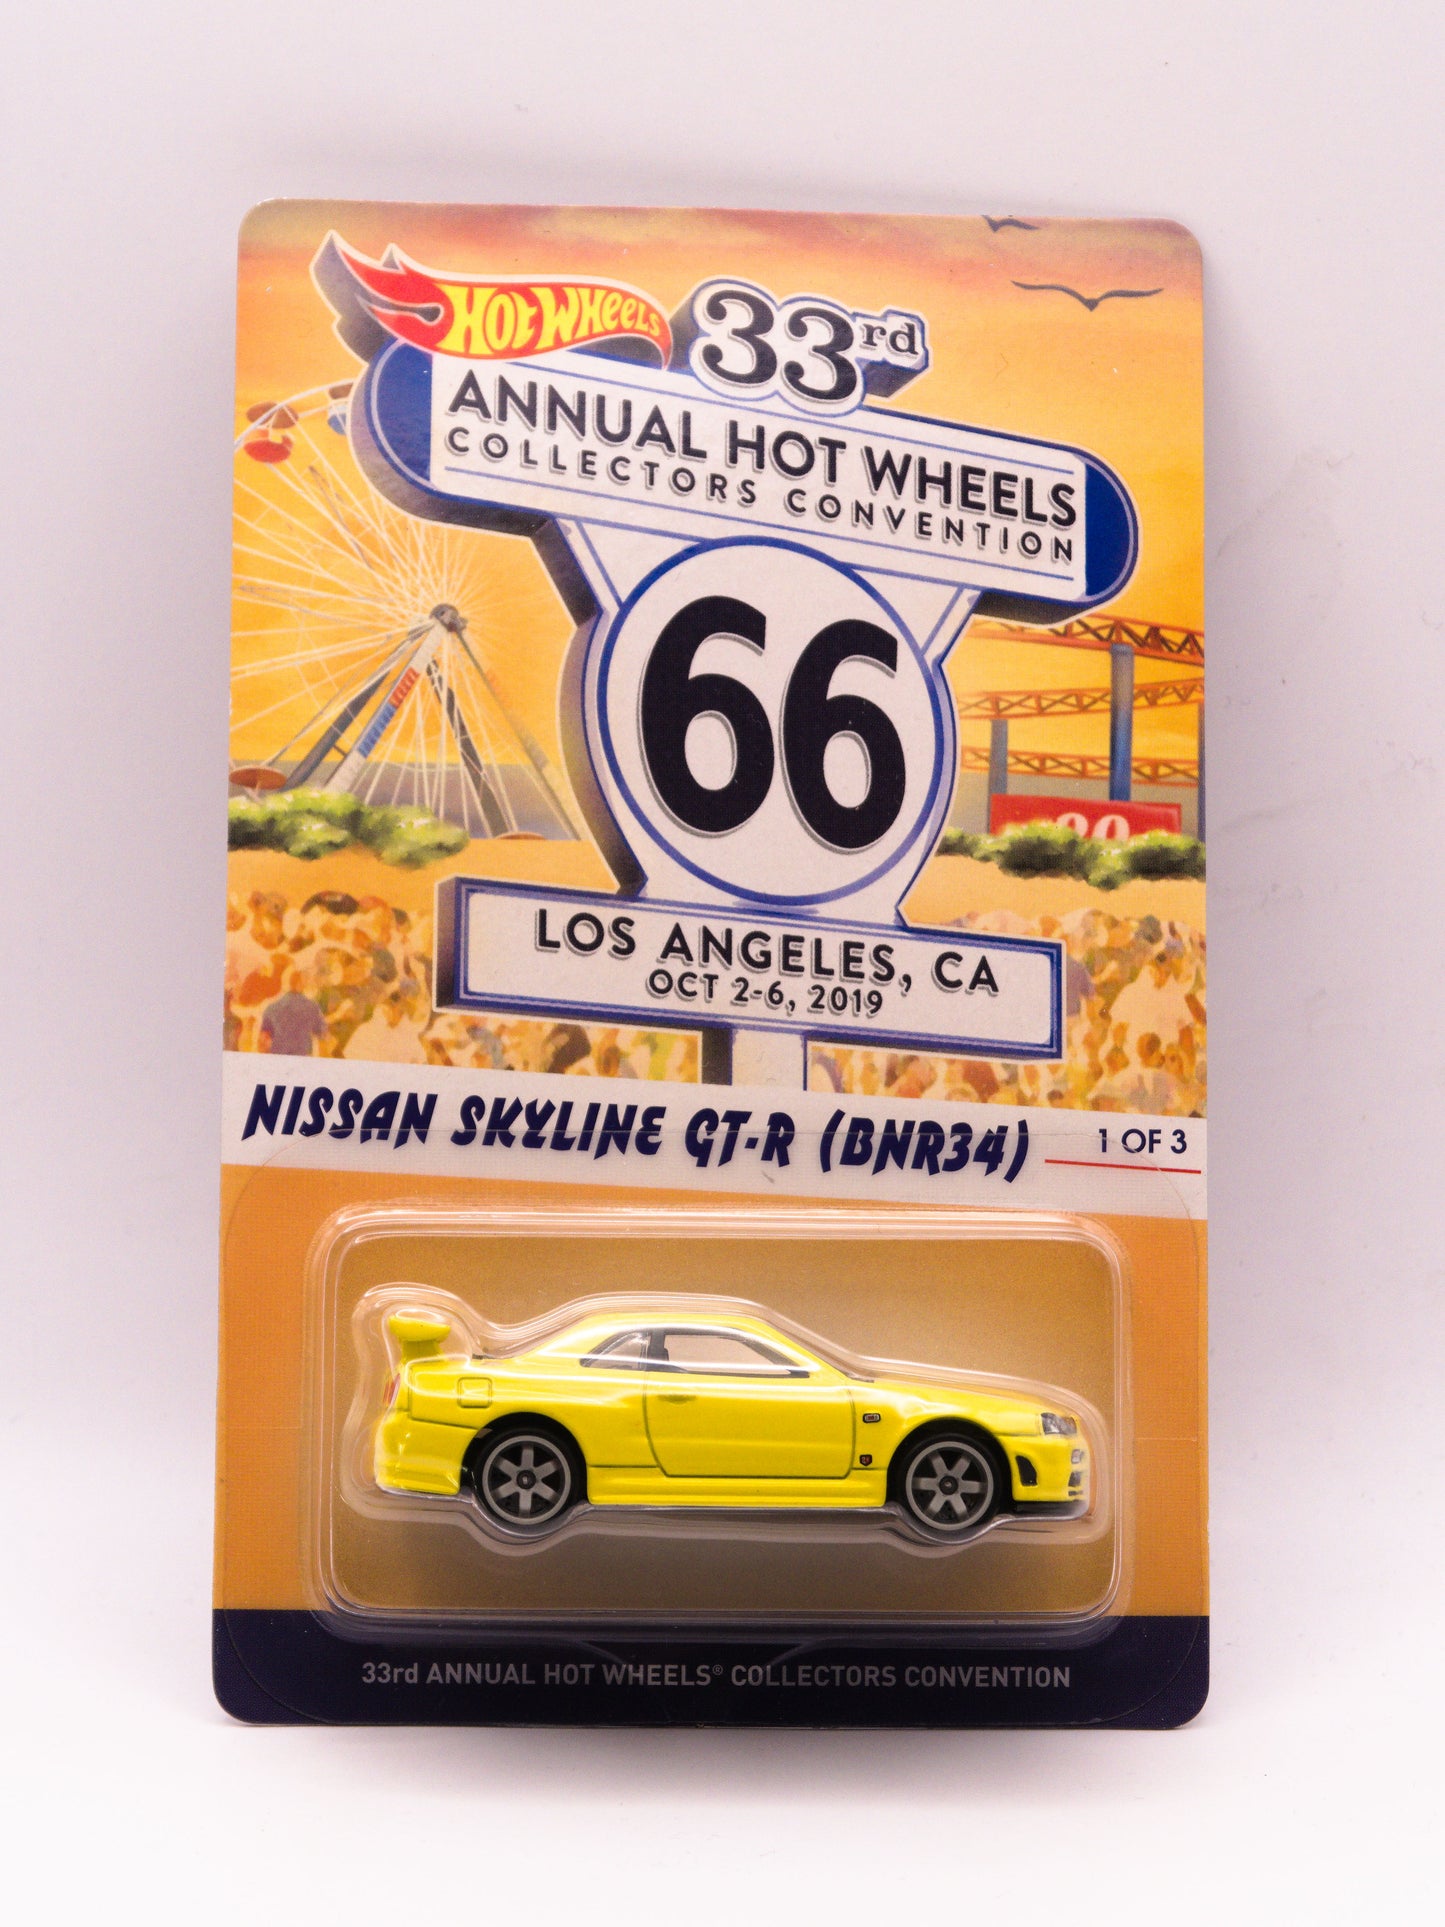 HOT WHEELS
33rd
ANNUAL HOT WHEELS
COLLECTORS CONVENTION
66
LOS ANGELES, CA
OCT 2-6, 2019
NISSAN SKYLINE GT-R (BNR34)
1 OF 3
33rd ANNUAL HOT WHEELS® COLLECTORS CONVENTION